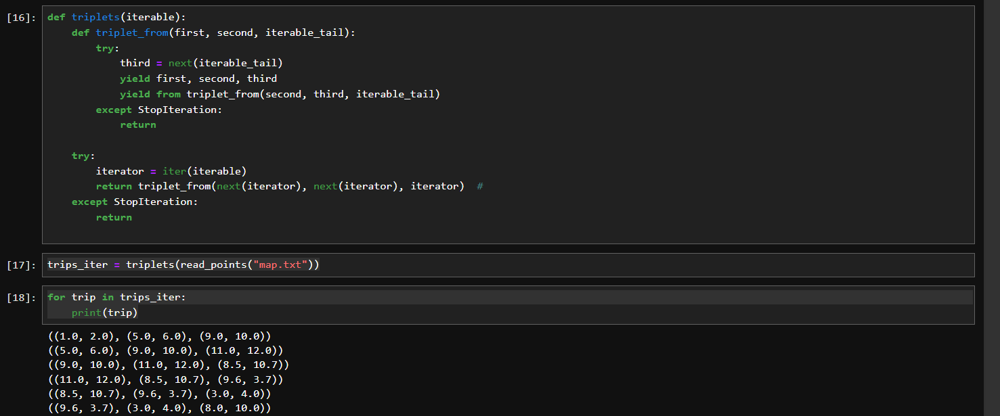 [16]: def triplets(iterable):
    def triplet_from(first, second, iterable_tail):
        try:
            third = next(iterable_tail)
            yield first, second, third
            yield from triplet_from(second, third, iterable_tail)
        except StopIteration:
            return

    try:
        iterator = iter(iterable)
        return triplet_from(next(iterator), next(iterator), iterator)  #
    except StopIteration:
        return
[17]: trips_iter = triplets(read_points("map.txt"))
[18]: for trip in trips_iter:
    print(trip)
((1.0, 2.0), (5.0, 6.0), (9.0, 10.0))
((5.0, 6.0), (9.0, 10.0), (11.0, 12.0))
((9.0, 10.0), (11.0, 12.0), (8.5, 10.7))
((11.0, 12.0), (8.5, 10.7), (9.6, 3.7))
((8.5, 10.7), (9.6, 3.7), (3.0, 4.0))
((9.6, 3.7), (3.0, 4.0), (8.0, 10.0))